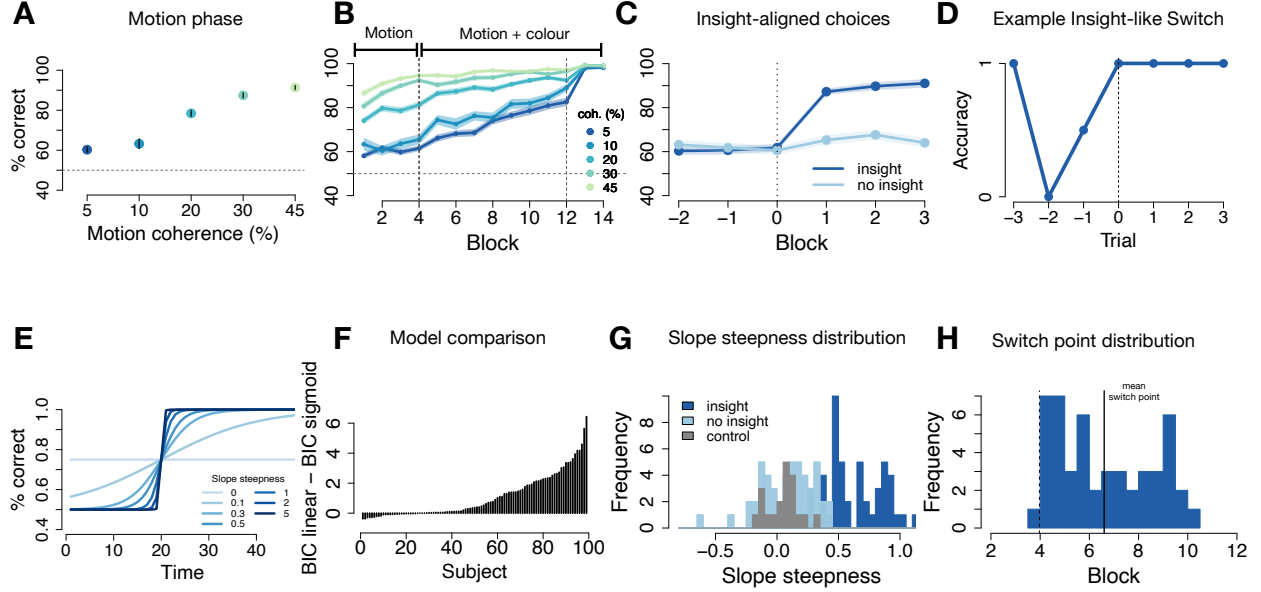 A
Motion phase
% correct
100
80
60
40
5
10
20
30
45
Motion coherence (%)
B
Motion
Motion + colour
100
80
60
40
coh. (%)
5
10
20
30
45
2
4
6
8
10
12
14
Block
C
Insight-aligned choices
100
80
60
40
insight
no insight
−2
−1
0
1
2
3
Block
D
Example Insight-like Switch
Accuracy
1
0
−3
−2
−1
0
1
2
3
Trial
E
% correct
1.0
0.8
0.6
0.4
Slope steepness
0
0.1
0.3
0.5
1
2
5
0
10
20
30
40
Time
F
Model comparison
BIC linear − BIC sigmoid
6
4
2
0
0
20
40
60
80
100
Subject
G
Slope steepness distribution
Frequency
8
6
4
2
0
insight
no insight
control
−0.5
0.0
0.5
1.0
Slope steepness
H
Switch point distribution
mean
switch point
Frequency
6
4
2
0
2
4
6
8
10
12
Block